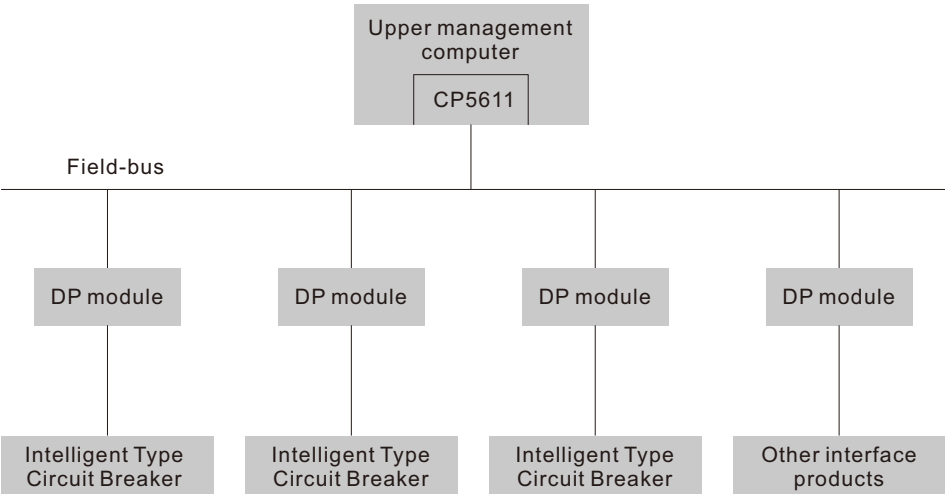 Upper management
computer
CP5611
Field-bus
DP module
DP module
DP module
DP module
Intelligent Type
Circuit Breaker
Intelligent Type
Circuit Breaker
Intelligent Type
Circuit Breaker
Other interface
products